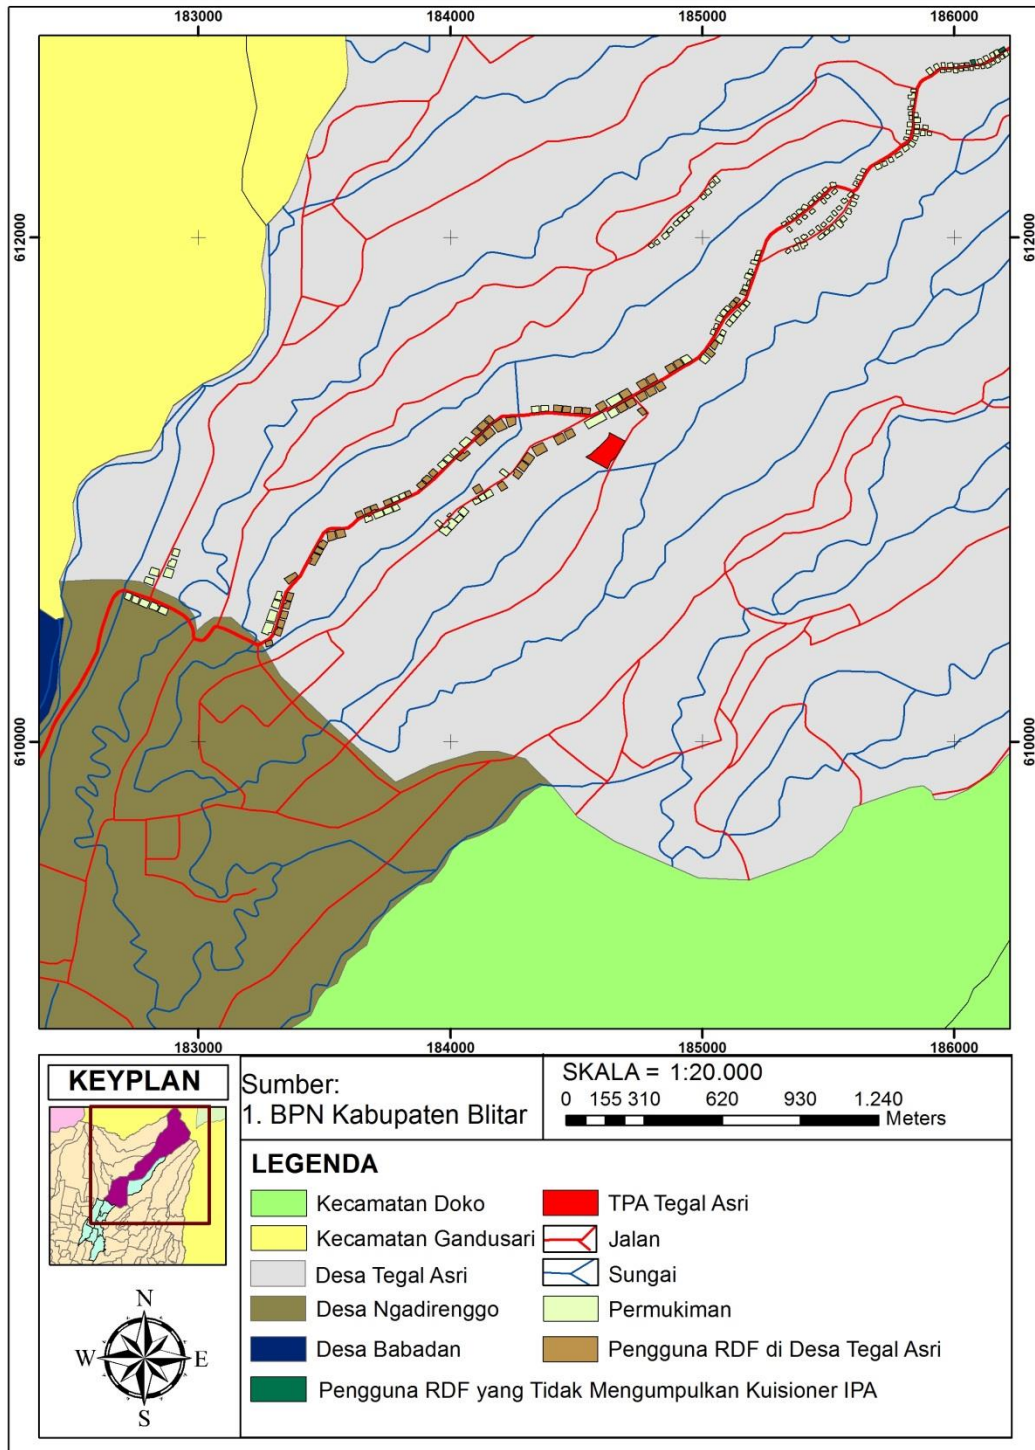 183000 184000 185000 186000
612000 612000
610000 610000
183000 184000 185000 186000
KEYPLAN
Sumber:
1. BPN Kabupaten Blitar
SKALA = 1:20.000
0 155 310 620 930 1.240
Meters
LEGENDA
Kecamatan Doko
Kecamatan Gandusari
Desa Tegal Asri
Desa Ngadirenggo
Desa Babadan
Pengguna RDF yang Tidak Mengumpulkan Kuisioner IPA
TPA Tegal Asri
Jalan
Sungai
Permukiman
Pengguna RDF di Desa Tegal Asri
N
W E
S